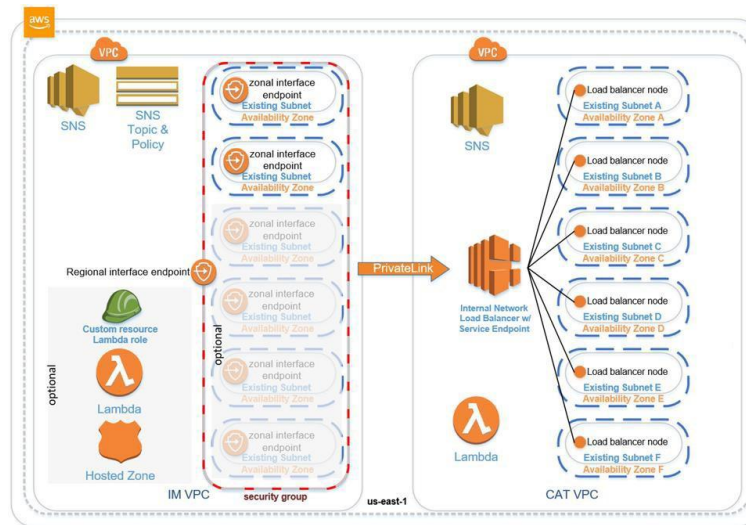 aws
VPC
SNS
SNS
Topic &
Policy
zonal interface
endpoint
Existing Subnet
Availability Zone
zonal interface
endpoint
Existing Subnet
Availability Zone
zonal interface
endpoint
Existing Subnet
Availability Zone
zonal interface
endpoint
Existing Subnet
Availability Zone
zonal interface
endpoint
Existing Subnet
Availability Zone
zonal interface
endpoint
Existing Subnet
Availability Zone
optional
Regional interface endpoint
optional
Custom resource
Lambda role
Lambda
Hosted Zone
IM VPC
security group
PrivateLink
us-east-1
VPC
SNS
Internal Network
Load Balancer w/
Service Endpoint
Lambda
Load balancer node
Existing Subnet A
Availability Zone A
Load balancer node
Existing Subnet B
Availability Zone B
Load balancer node
Existing Subnet C
Availability Zone C
Load balancer node
Existing Subnet D
Availability Zone D
Load balancer node
Existing Subnet E
Availability Zone E
Load balancer node
Existing Subnet F
Availability Zone F
CAT VPC